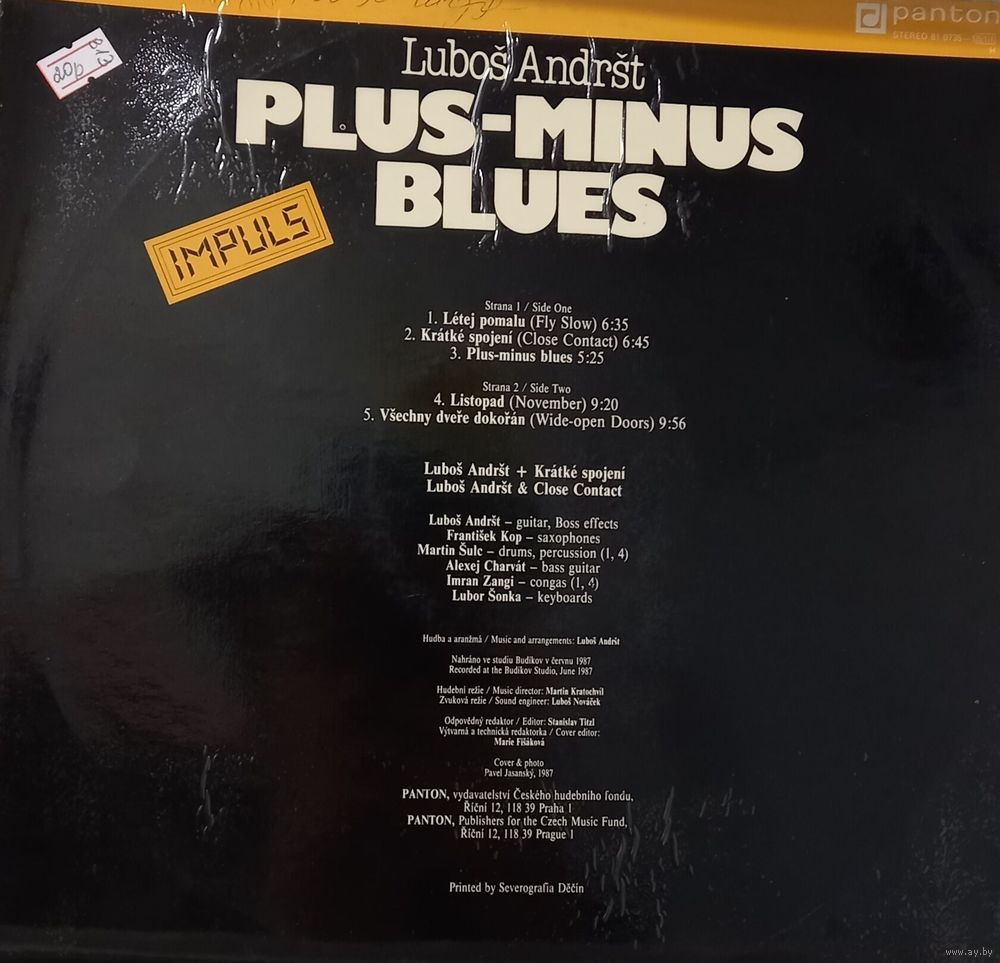 panton
STEREO 81 0735
20р
Luboš Andršt
PLUS-MINUS
BLUES
IMPULS
Strana 1 / Side One
1. Létej pomalu (Fly Slow) 6:35
2. Krátké spojení (Close Contact) 6:45
3. Plus-minus blues 5:25
Strana 2 / Side Two
4. Listopad (November) 9:20
5. Všechny dveře dokořán (Wide-open Doors) 9:56
Luboš Andršt + Krátké spojení
Luboš Andršt & Close Contact
Luboš Andršt – guitar, Boss effects
František Kop – saxophones
Martin Šulc – drums, percussion (1, 4)
Alexej Charvát – bass guitar
Imran Zangi – congas (1, 4)
Lubor Šonka – keyboards
Hudba a aranžmá / Music and arrangements: Luboš Andršt
Nahráno ve studiu Budíkov v červnu 1987
Recorded at the Budíkov Studio, June 1987
Hudební režie / Music director: Martin Kratochvíl
Zvuková režie / Sound engineer: Luboš Nováček
Odpovědný redaktor / Editor: Stanislav Titzl
Výtvarná a technická redaktorka / Cover editor:
Marie Fišáková
Cover & photo
Pavel Jasanský, 1987
PANTON, vydavatelství Českého hudebního fondu,
Říční 12, 118 39 Praha 1
PANTON, Publishers for the Czech Music Fund,
Říční 12, 118 39 Prague 1
Printed by Severografia Děčín
www.ay.by